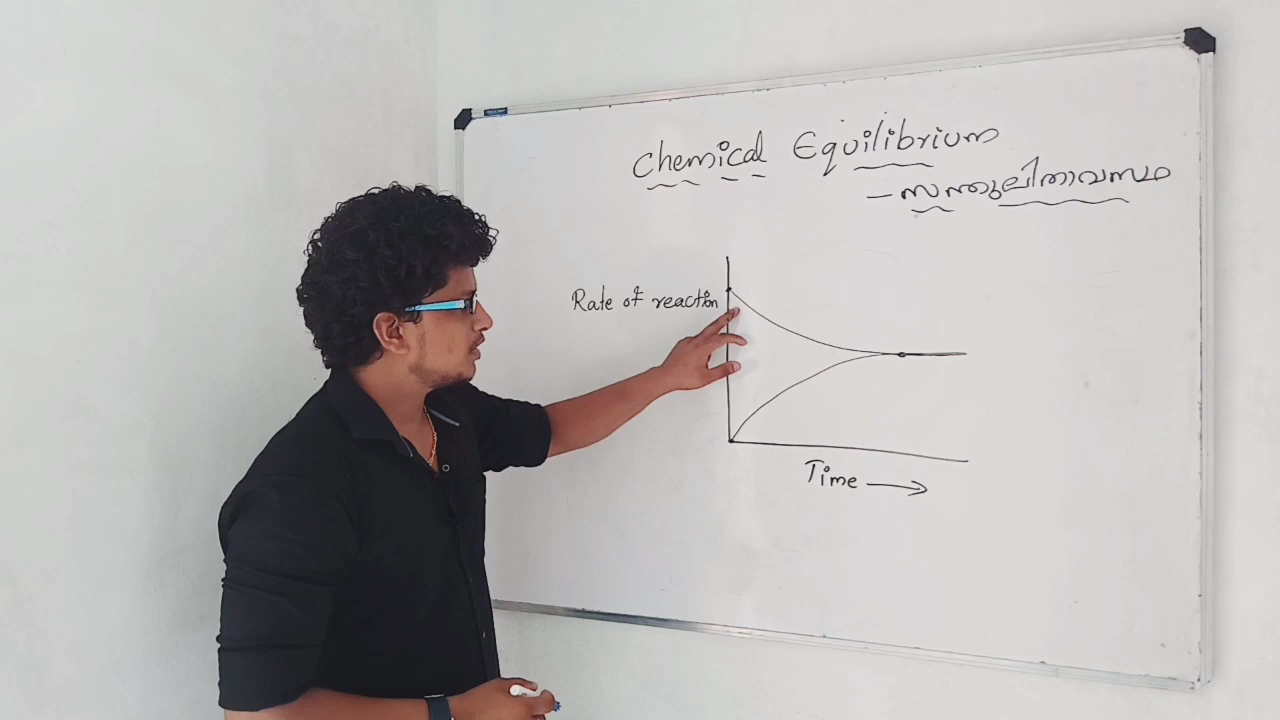 Chemical Equilibrium
– സന്തുലിതാവസ്ഥ
Rate of reaction
Time →